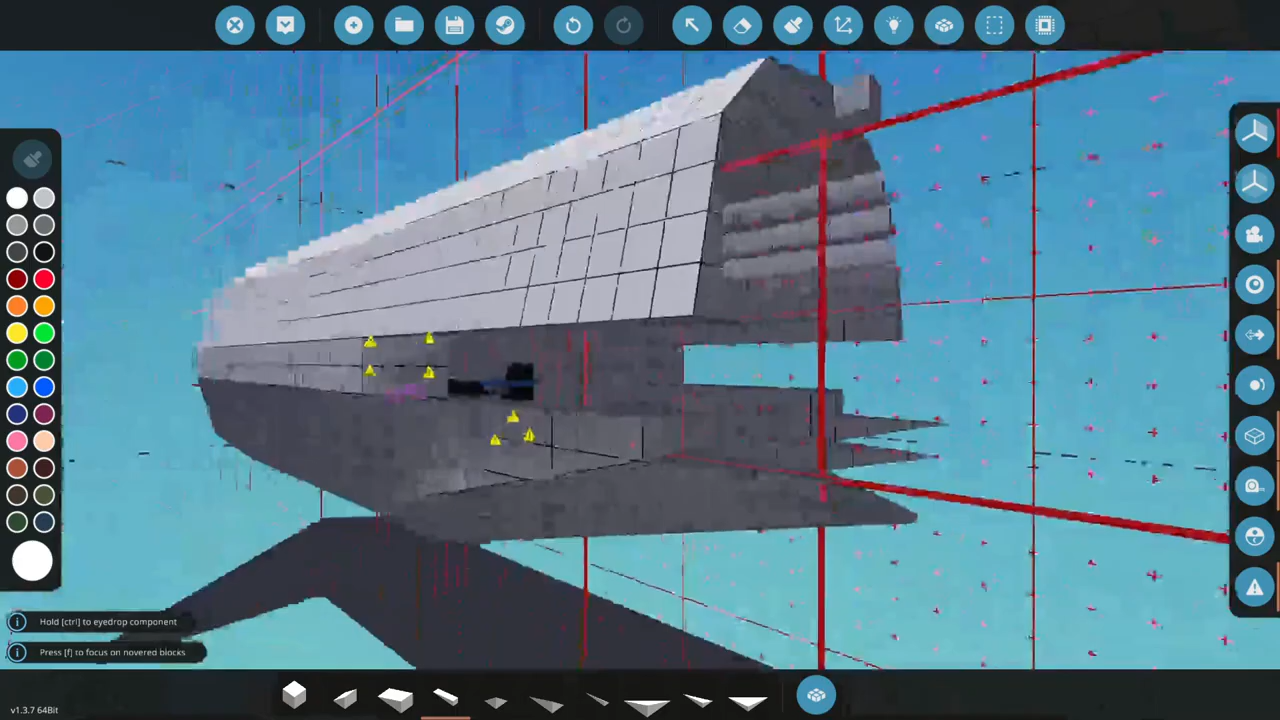 Hold [ctrl] to eyedrop component
Press [f] to focus on hovered blocks
v1.3.7 64Bit